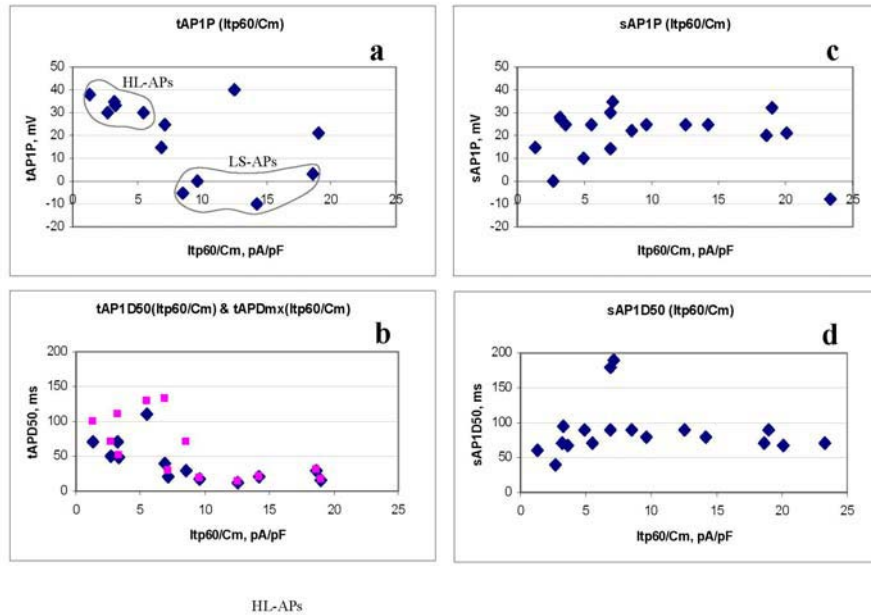 tAP1P (Itp60/Cm)
a
50
40
30
20
10
0
-10
-20
HL-APs
LS-APs
0 5 10 15 20 25
tAP1P, mV
Itp60/Cm, pA/pF
sAP1P (Itp60/Cm)
c
50
40
30
20
10
0
-10
-20
0 5 10 15 20 25
sAP1P, mV
Itp60/Cm, pA/pF
tAP1D50(Itp60/Cm) & tAPDmx(Itp60/Cm)
b
200
150
100
50
0
0 5 10 15 20 25
tAPD50, ms
Itp60/Cm, pA/pF
sAP1D50 (Itp60/Cm)
d
200
150
100
50
0
0 5 10 15 20 25
sAP1D50, ms
Itp60/Cm, pA/pF
HL-APs